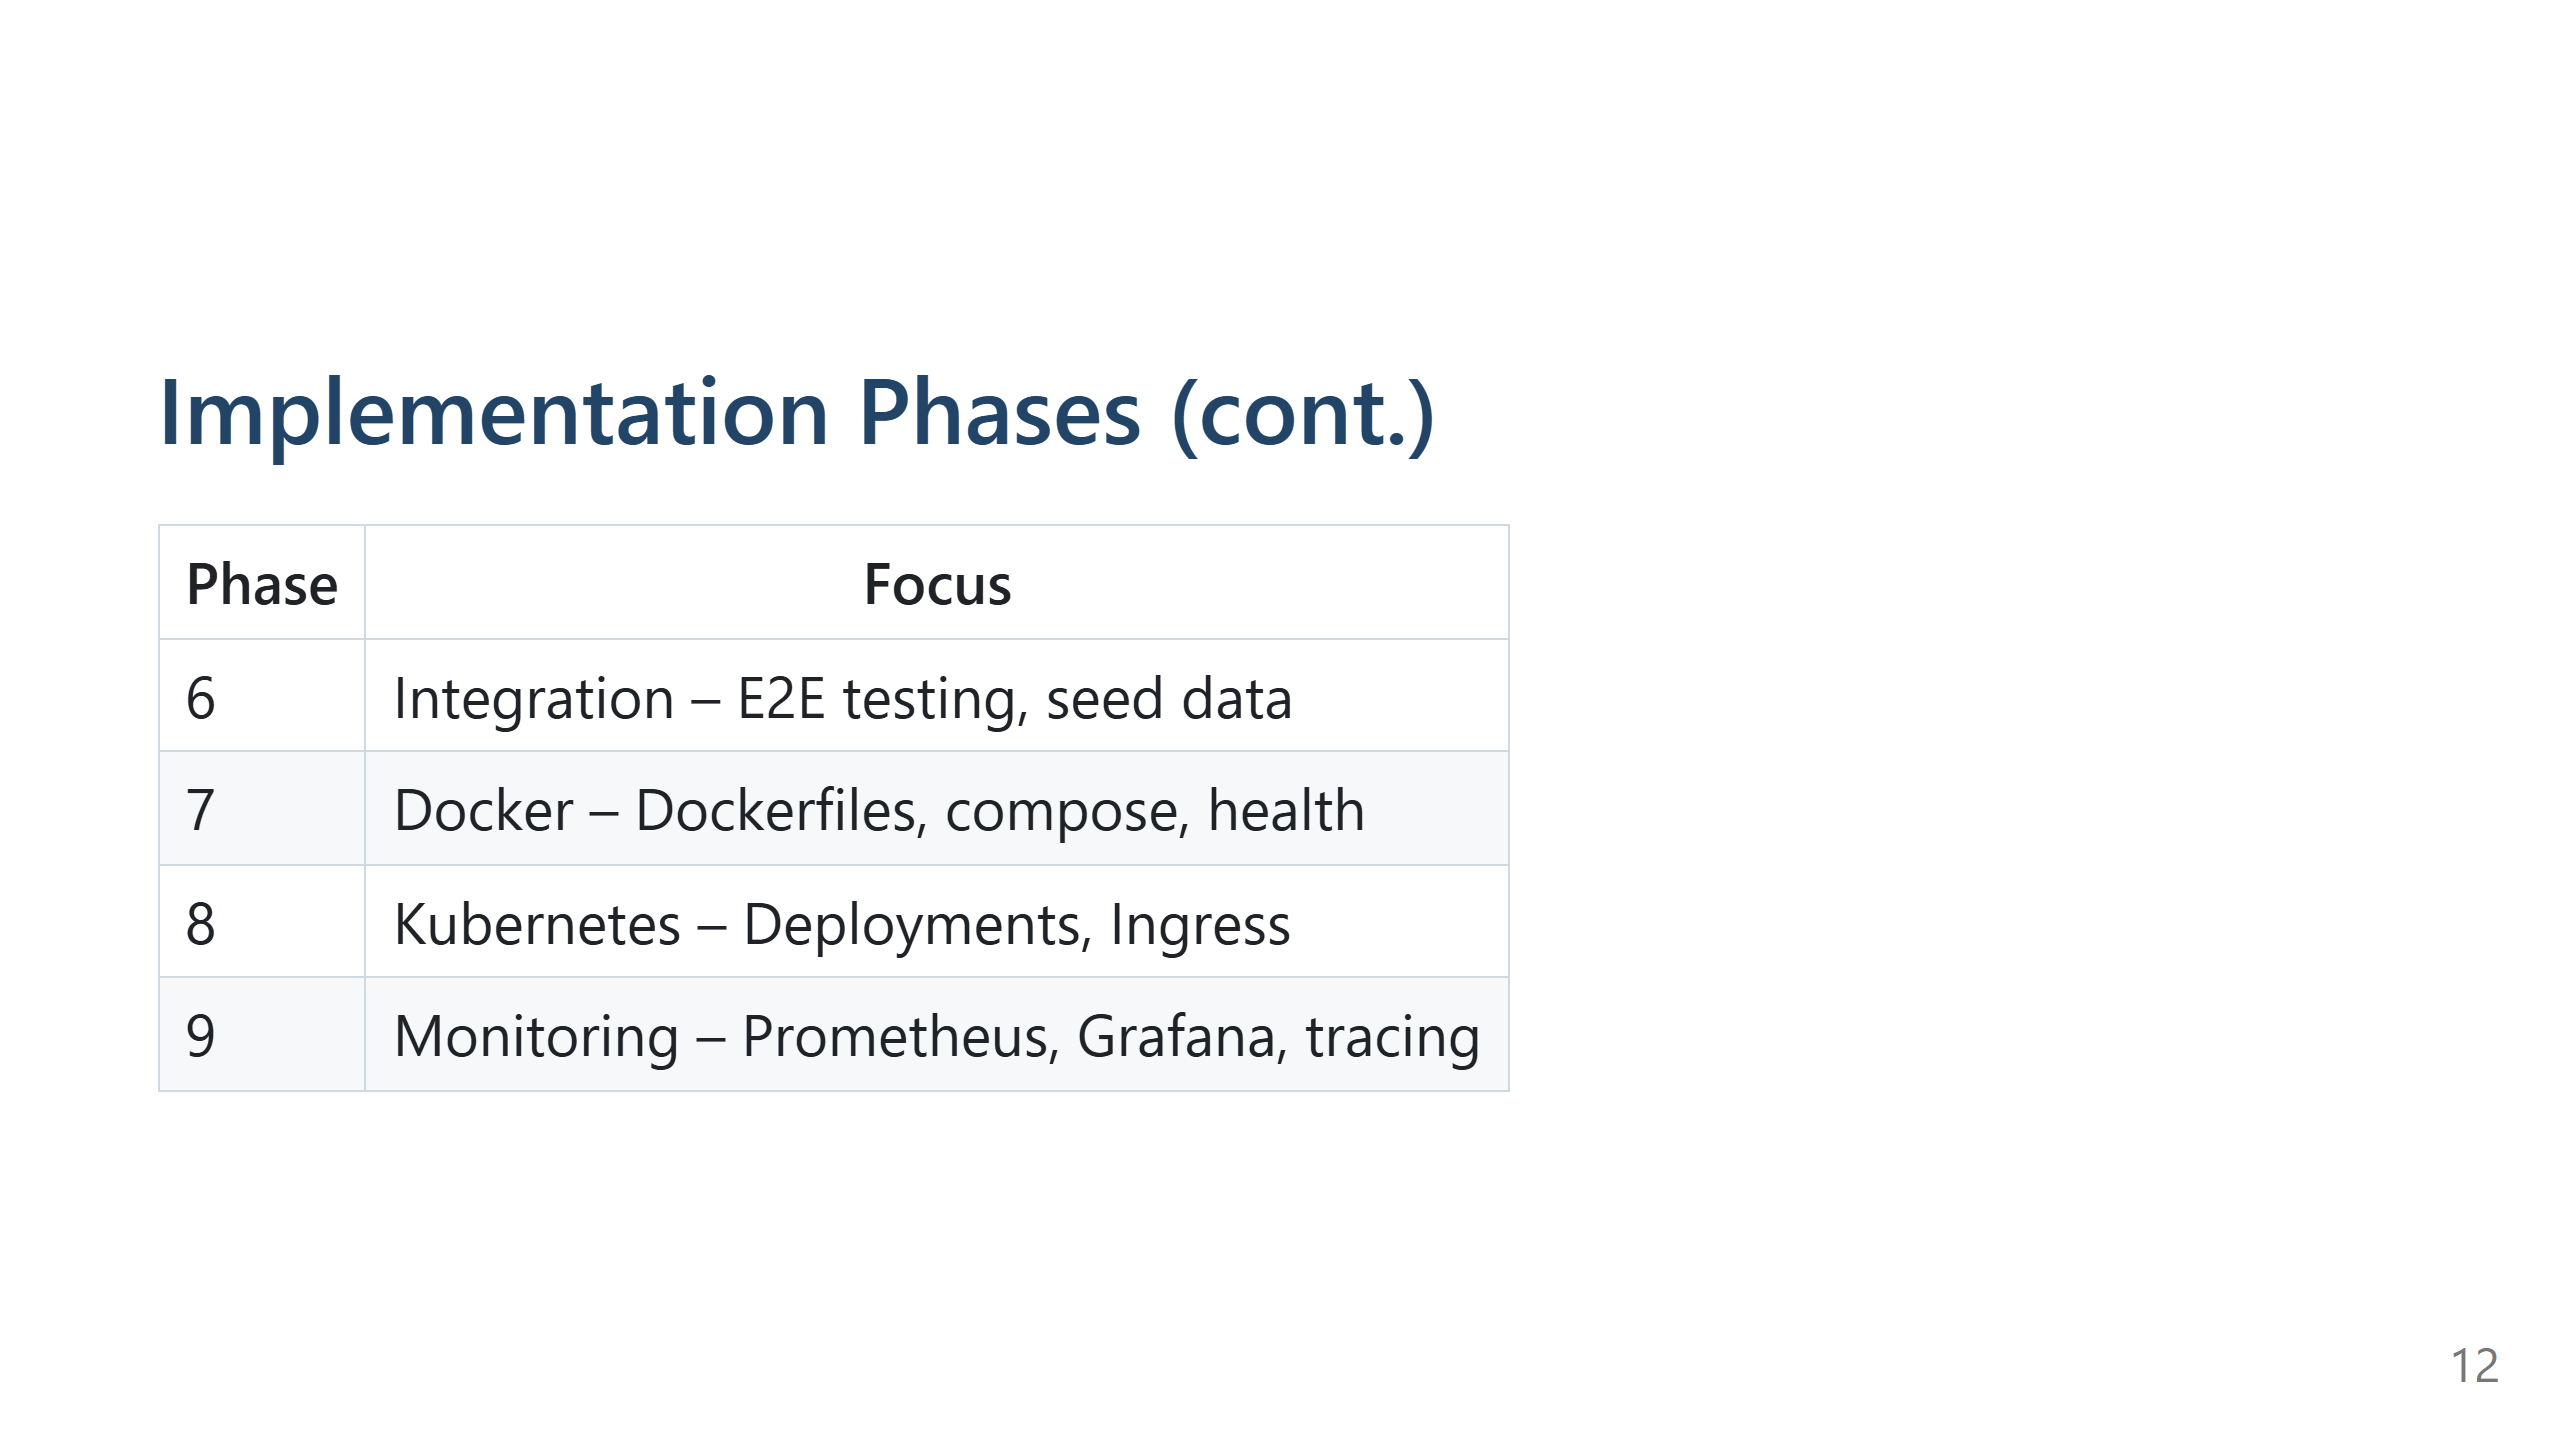 Implementation Phases (cont.)
Phase Focus
6 Integration – E2E testing, seed data
7 Docker – Dockerfiles, compose, health
8 Kubernetes – Deployments, Ingress
9 Monitoring – Prometheus, Grafana, tracing
12